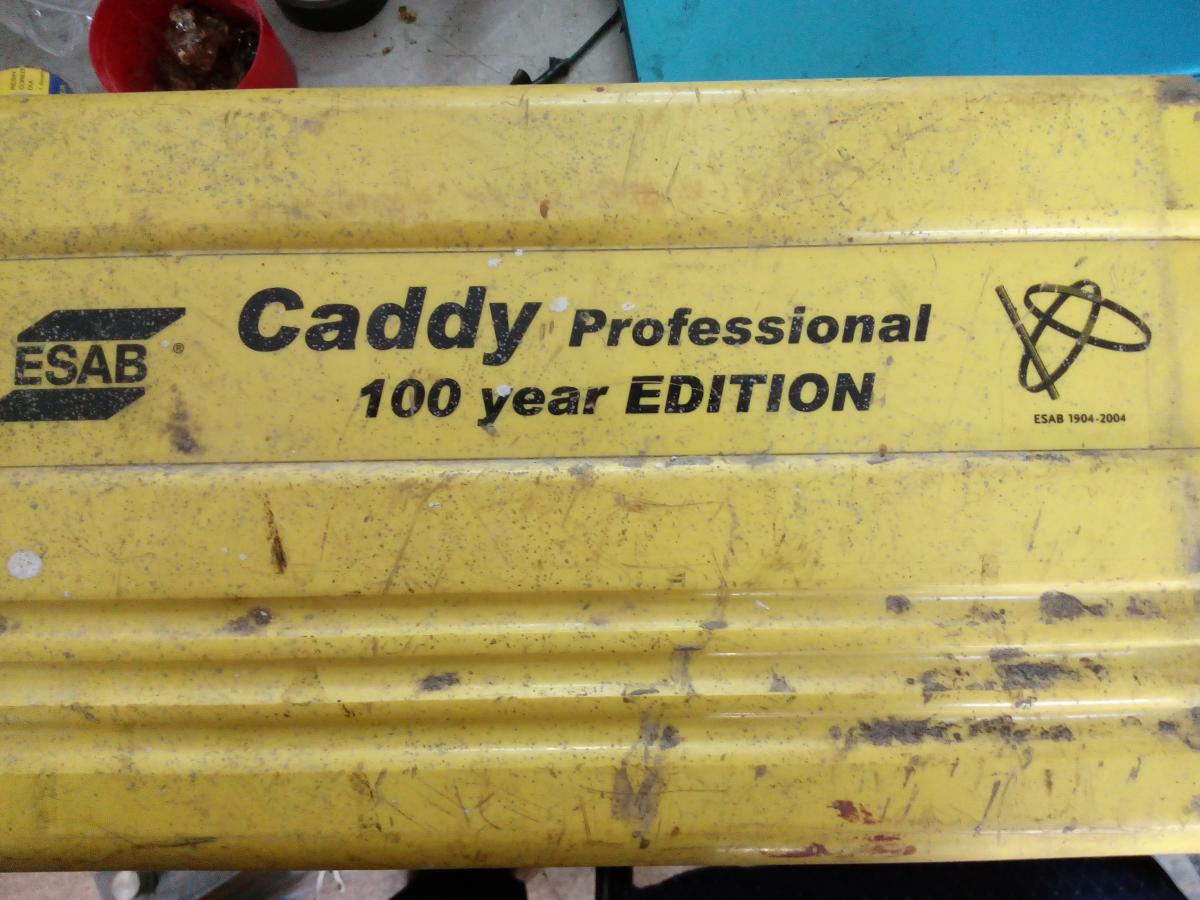 ESAB ®
Caddy Professional
100 year EDITION
ESAB 1904-2004